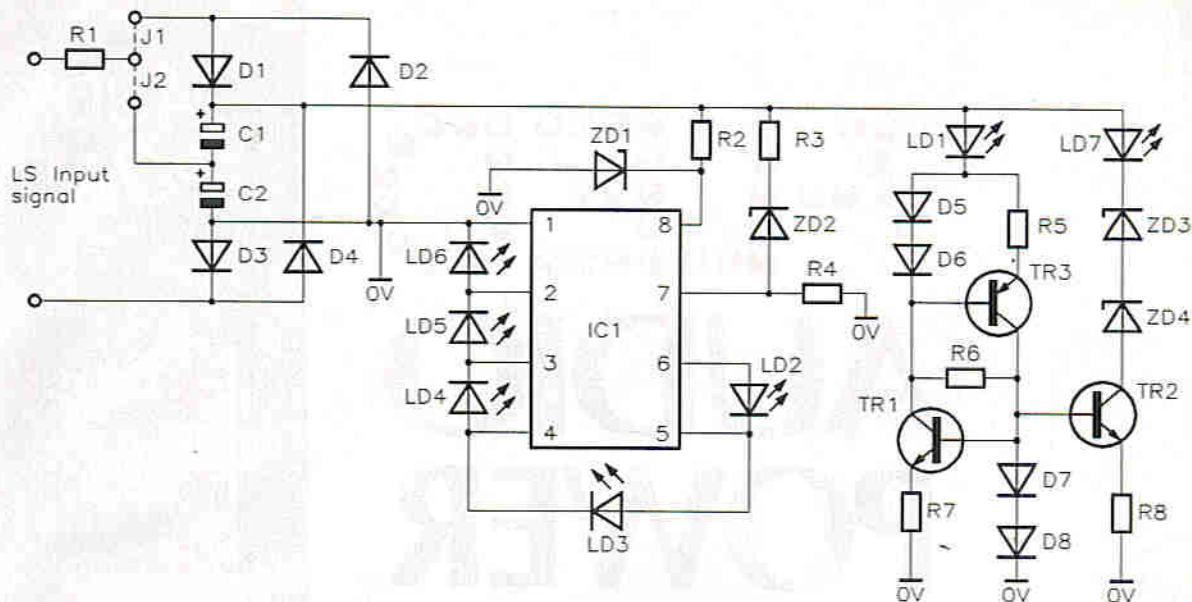 R1
J1
J2
D1
D2
C1
C2
LS Input
signal
D3
D4
0V
0V
ZD1
R2
R3
ZD2
R4
0V
1
8
2
7
3
6
4
5
IC1
LD6
LD5
LD4
LD2
LD3
LD1
LD7
D5
D6
R5
TR3
ZD3
ZD4
R6
TR1
TR2
R7
D7
D8
R8
0V
0V
0V
AUDIO
POWER